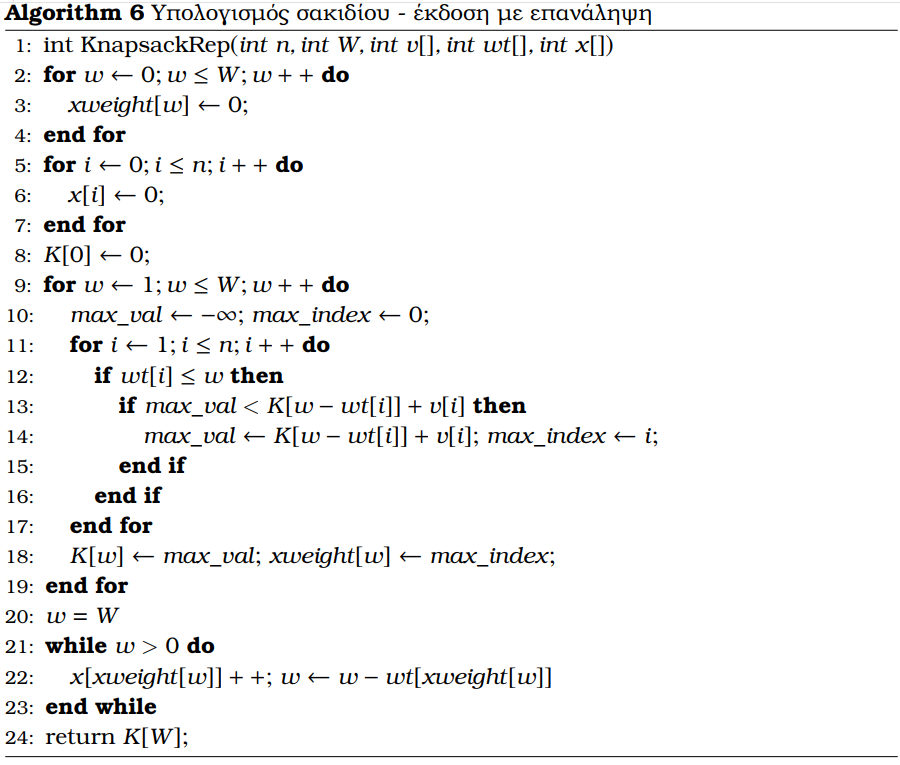 Algorithm 6 Υπολογισμός σακιδίου - έκδοση με επανάληψη
1: int KnapsackRep(int n, int W, int v[], int wt[], int x[])
2: for w ← 0; w ≤ W; w + + do
3: xweight[w] ← 0;
4: end for
5: for i ← 0; i ≤ n; i + + do
6: x[i] ← 0;
7: end for
8: K[0] ← 0;
9: for w ← 1; w ≤ W; w + + do
10: max_val ← −∞; max_index ← 0;
11: for i ← 1; i ≤ n; i + + do
12: if wt[i] ≤ w then
13: if max_val < K[w − wt[i]] + v[i] then
14: max_val ← K[w − wt[i]] + v[i]; max_index ← i;
15: end if
16: end if
17: end for
18: K[w] ← max_val; xweight[w] ← max_index;
19: end for
20: w = W
21: while w > 0 do
22: x[xweight[w]] + +; w ← w − wt[xweight[w]]
23: end while
24: return K[W];